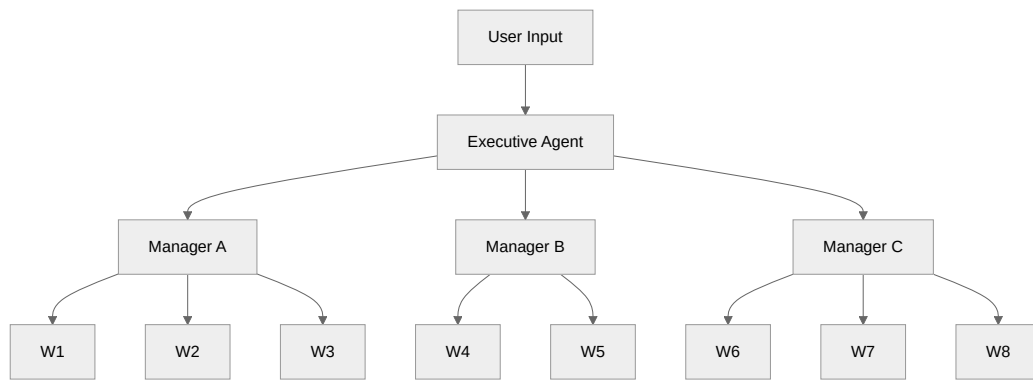 User Input
Executive Agent
Manager A
Manager B
Manager C
W1
W2
W3
W4
W5
W6
W7
W8